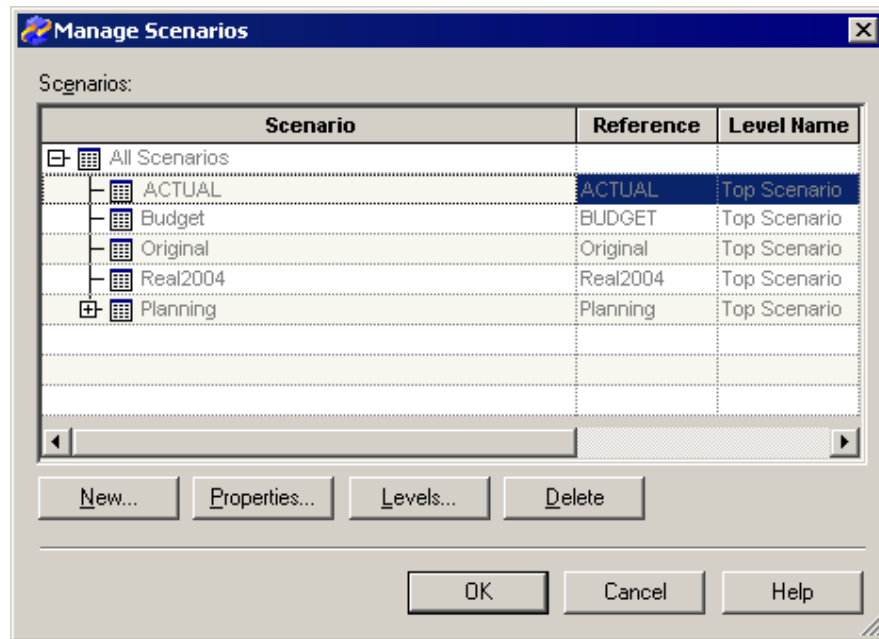 Manage Scenarios
Scenarios:
Scenario Reference Level Name
All Scenarios
ACTUAL ACTUAL Top Scenario
Budget BUDGET Top Scenario
Original Original Top Scenario
Real2004 Real2004 Top Scenario
Planning Planning Top Scenario
New... Properties... Levels... Delete
OK Cancel Help